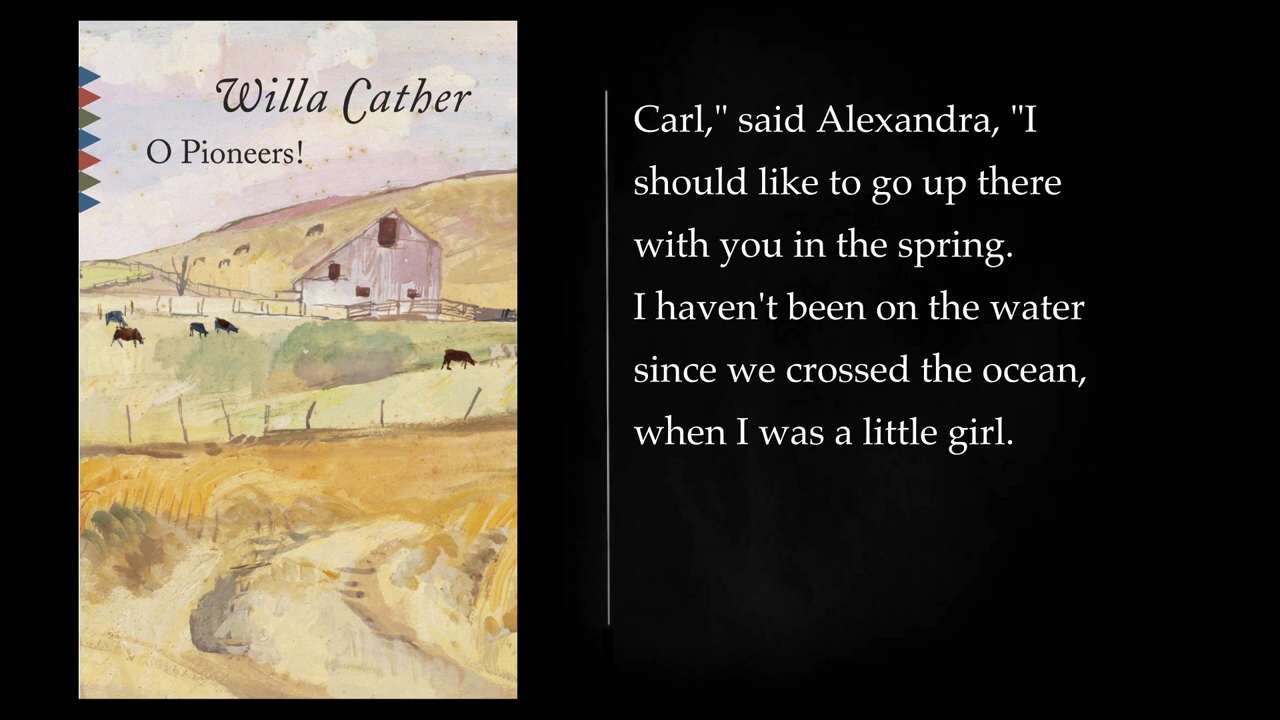 Willa Cather
O Pioneers!
Carl," said Alexandra, "I
should like to go up there
with you in the spring.
I haven't been on the water
since we crossed the ocean,
when I was a little girl.